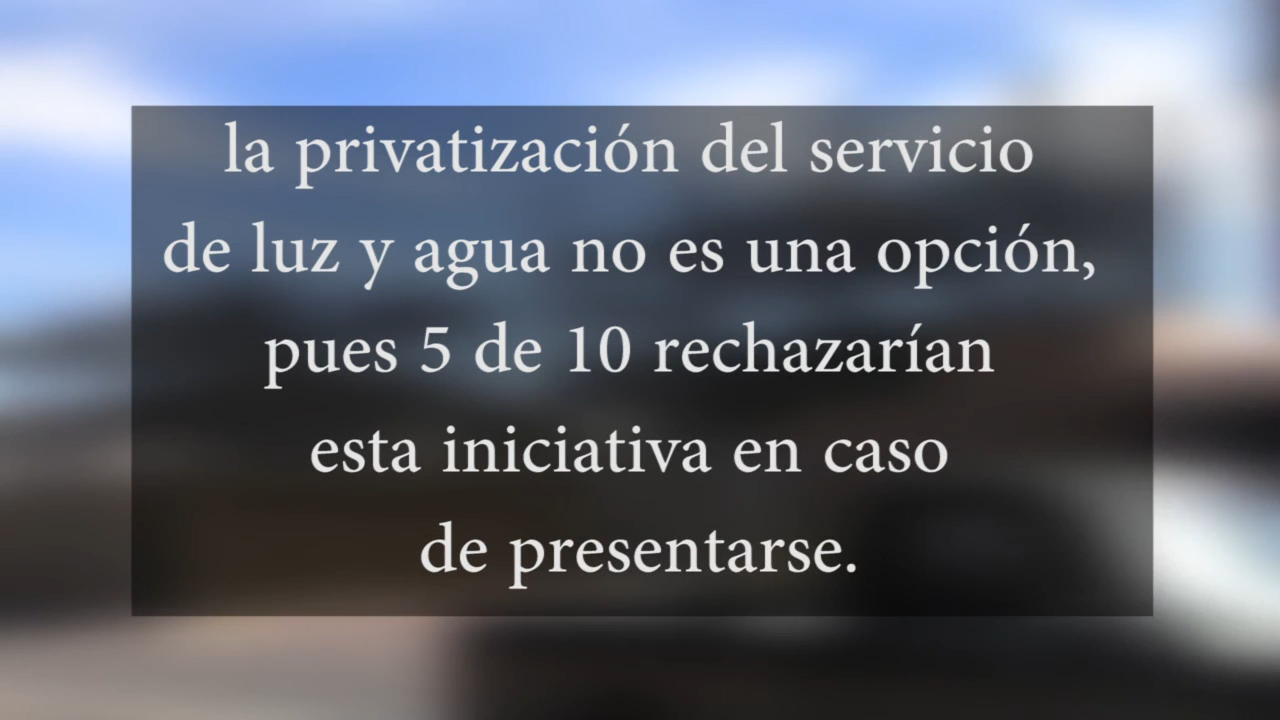 la privatización del servicio
de luz y agua no es una opción,
pues 5 de 10 rechazarían
esta iniciativa en caso
de presentarse.